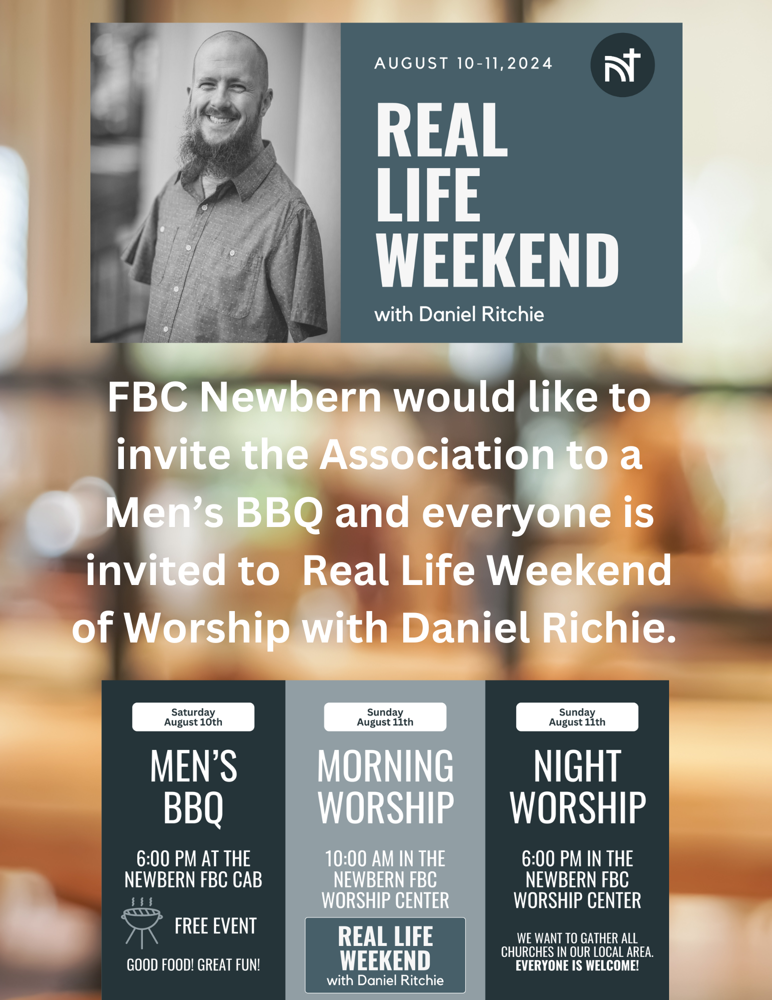 AUGUST 10-11,2024
REAL
LIFE
WEEKEND
with Daniel Ritchie
FBC Newbern would like to
invite the Association to a
Men’s BBQ and everyone is
invited to  Real Life Weekend
of Worship with Daniel Richie.
Saturday
August 10th
MEN’S
BBQ
6:00 PM AT THE
NEWBERN FBC CAB
FREE EVENT
GOOD FOOD! GREAT FUN!
Sunday
August 11th
MORNING
WORSHIP
10:00 AM IN THE
NEWBERN FBC
WORSHIP CENTER
REAL LIFE
WEEKEND
with Daniel Ritchie
Sunday
August 11th
NIGHT
WORSHIP
6:00 PM IN THE
NEWBERN FBC
WORSHIP CENTER
WE WANT TO GATHER ALL
CHURCHES IN OUR LOCAL AREA.
EVERYONE IS WELCOME!